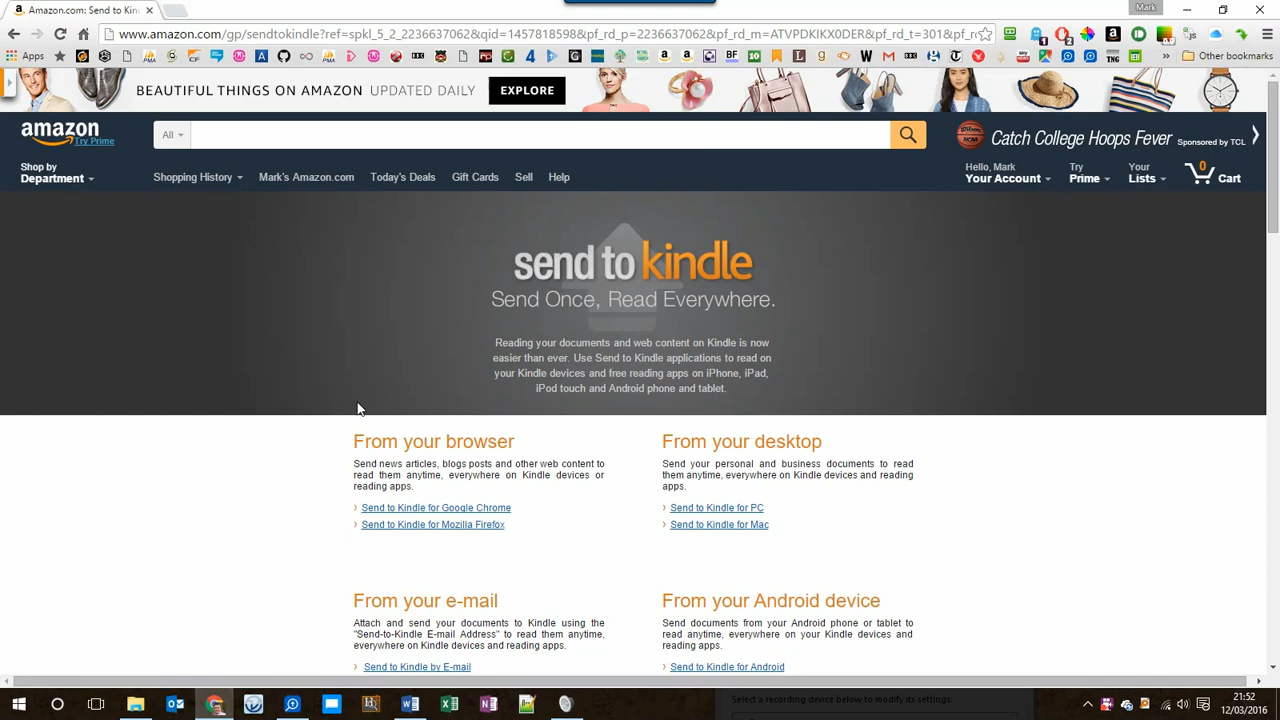 Mark
Amazon.com: Send to Kin
www.amazon.com/gp/sendtokindle?ref=spkl_5_2_2236637062&qid=1457818598&pf_rd_p=2236637062&pf_rd_m=ATVPDKIKX0DER&pf_rd_t=301&pf_r
Apps Other bookmarks
BEAUTIFUL THINGS ON AMAZON UPDATED DAILY EXPLORE
amazon
Try Prime
All
Catch College Hoops Fever Sponsored by TCL
Shop by
Department
Shopping History Mark's Amazon.com Today's Deals Gift Cards Sell Help
Hello, Mark
Your Account
Try
Prime
Your
Lists
0
Cart
send to kindle
Send Once, Read Everywhere.
Reading your documents and web content on Kindle is now
easier than ever. Use Send to Kindle applications to read on
your Kindle devices and free reading apps on iPhone, iPad,
iPod touch and Android phone and tablet.
From your browser
Send news articles, blogs posts and other web content to
read them anytime, everywhere on Kindle devices or
reading apps.
Send to Kindle for Google Chrome
Send to Kindle for Mozilla Firefox
From your desktop
Send your personal and business documents to read
them anytime, everywhere on Kindle devices and reading
apps.
Send to Kindle for PC
Send to Kindle for Mac
From your e-mail
Attach and send your documents to Kindle using the
"Send-to-Kindle E-mail Address" to read them anytime,
everywhere on Kindle devices and reading apps.
Send to Kindle by E-mail
From your Android device
Send documents from your Android phone or tablet to
read anytime, everywhere on your Kindle devices and
reading apps.
Send to Kindle for Android
Select a recording device below to modify its settings:
21:52
12/03/2016